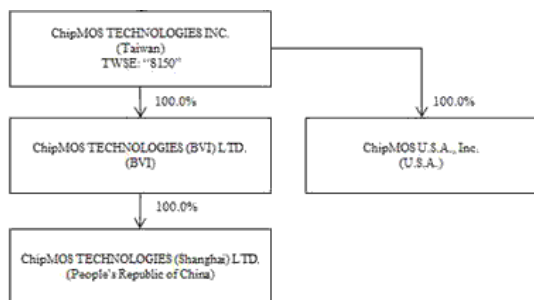 ChipMOS TECHNOLOGIES INC.
(Taiwan)
TWSE: “8150”
100.0%
100.0%
ChipMOS TECHNOLOGIES (BVI) LTD.
(BVI)
ChipMOS U.S.A., Inc.
(U.S.A.)
100.0%
ChipMOS TECHNOLOGIES (Shanghai) LTD.
(People's Republic of China)